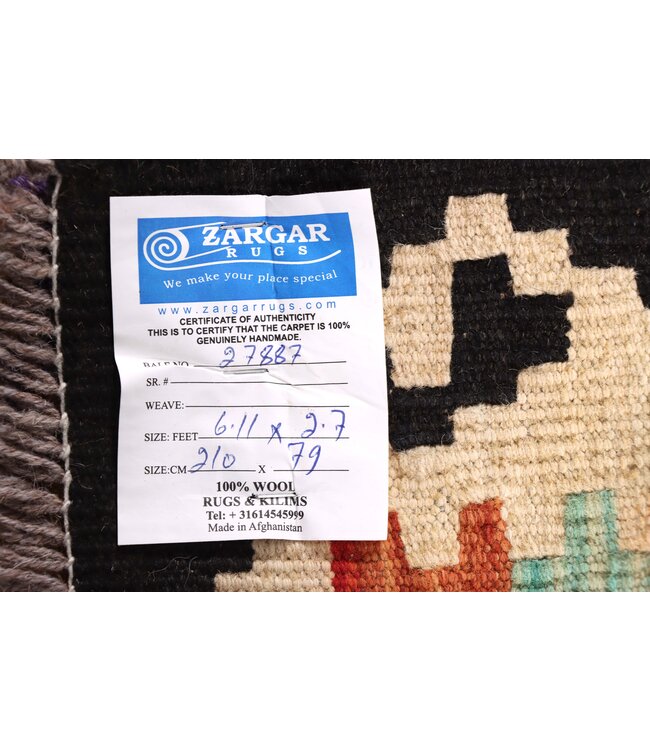 ZARGAR
RUGS
We make your place special
www.zargarrugs.com
CERTIFICATE OF AUTHENTICITY
THIS IS TO CERTIFY THAT THE CARPET IS 100%
GENUINELY HANDMADE.
BALE NO. 27887
SR. #
WEAVE:
SIZE: FEET 6.11 x 2.7
SIZE:CM 210 X 79
100% WOOL
RUGS & KILIMS
Tel: + 31614545999
Made in Afghanistan